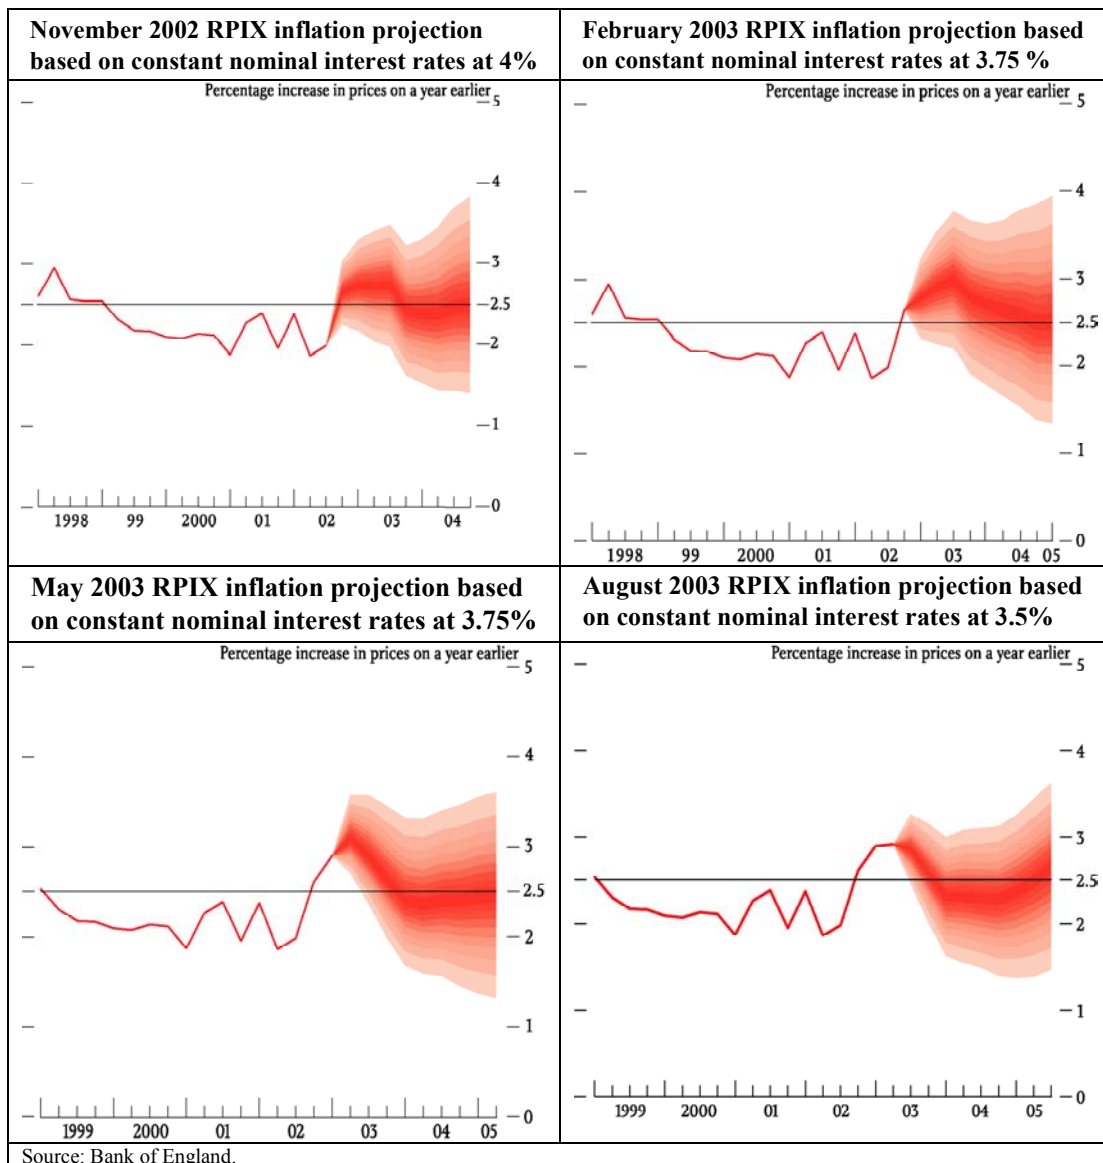 November 2002 RPIX inflation projection
based on constant nominal interest rates at 4%
Percentage increase in prices on a year earlier
5
4
3
2.5
2
1
0
1998 99 2000 01 02 03 04
February 2003 RPIX inflation projection based
on constant nominal interest rates at 3.75 %
Percentage increase in prices on a year earlier
5
4
3
2.5
2
1
0
1998 99 2000 01 02 03 04 05
May 2003 RPIX inflation projection based
on constant nominal interest rates at 3.75%
Percentage increase in prices on a year earlier
5
4
3
2.5
2
1
0
1999 2000 01 02 03 04 05
August 2003 RPIX inflation projection based
on constant nominal interest rates at 3.5%
Percentage increase in prices on a year earlier
5
4
3
2.5
2
1
0
1999 2000 01 02 03 04 05
Source: Bank of England.